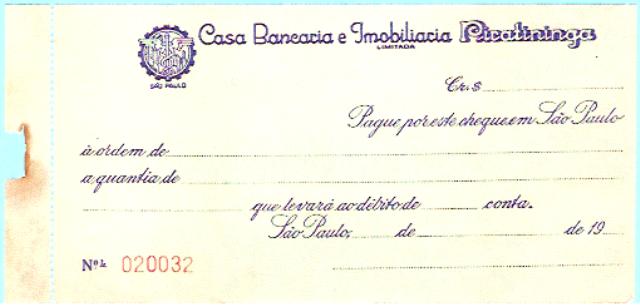 Casa Bancaria e Imobiliaria Piratininga
LIMITADA
SÃO PAULO
Cr.$
Pague por este cheque em São Paulo
à ordem de
a quantia de
que levará ao débito de conta.
São Paulo, de de 19
Nº 020032